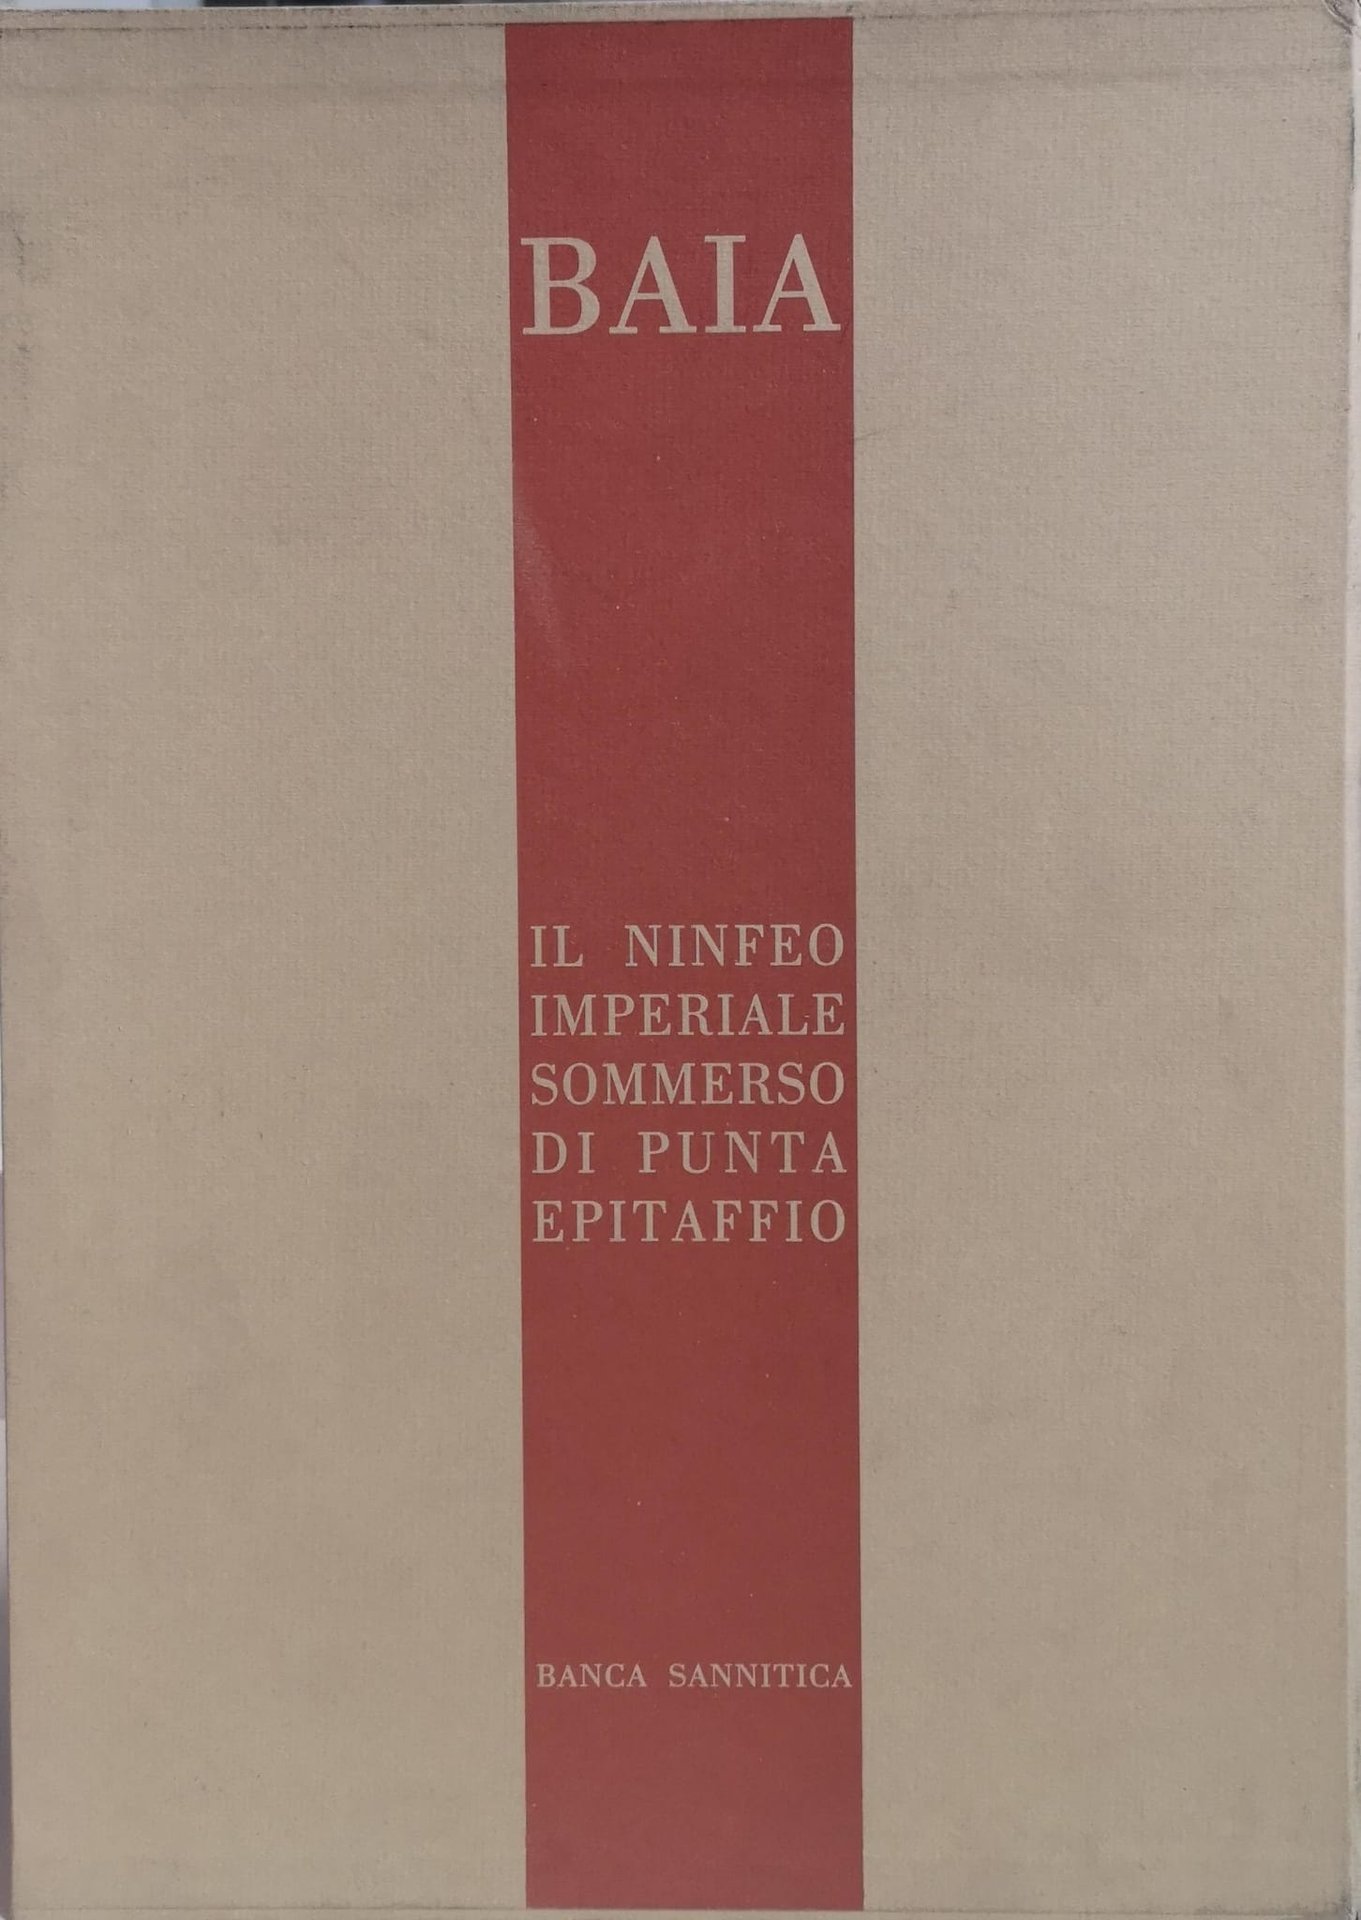 BAIA
IL NINFEO
IMPERIALE
SOMMERSO
DI PUNTA
EPITAFFIO
BANCA SANNITICA